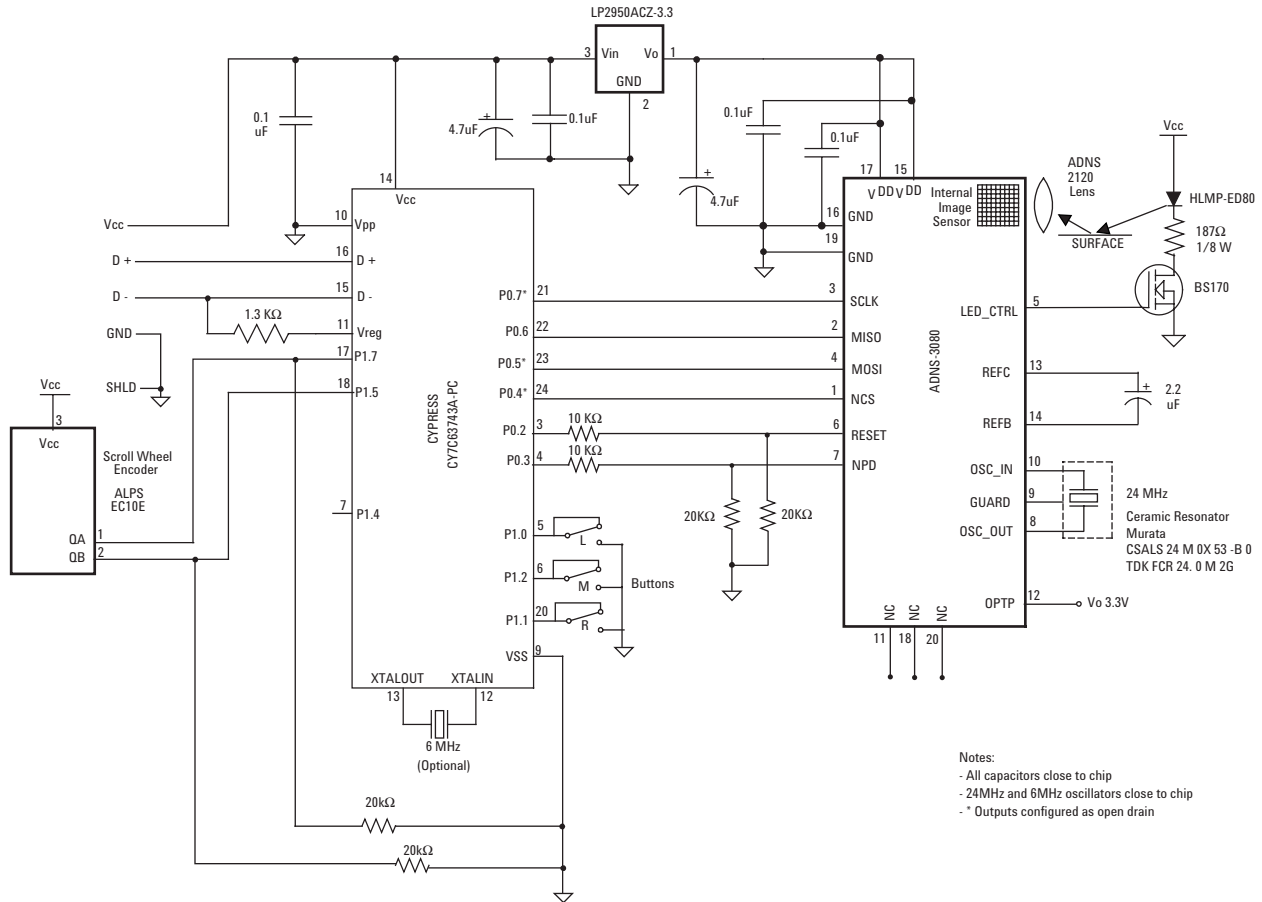 LP2950ACZ-3.3
3 Vin Vo 1
GND
2
0.1
uF
4.7uF
+
0.1uF
0.1uF
0.1uF
+
4.7uF
14
Vcc
Vcc
10 Vpp
D +
16 D +
D -
15 D -
1.3 KΩ
11 Vreg
GND
17 P1.7
SHLD
18 P1.5
Vcc
3
Vcc
Scroll Wheel
Encoder
ALPS
EC10E
QA 1
QB 2
7 P1.4
CYPRESS
CY7C63743A-PC
P0.7* 21
P0.6 22
P0.5* 23
P0.4* 24
P0.2 3
10 KΩ
P0.3 4
10 KΩ
20KΩ
20KΩ
P1.0 5
L
P1.2 6
M
Buttons
P1.1 20
R
VSS 9
XTALOUT XTALIN
13 12
6 MHz
(Optional)
20kΩ
20kΩ
17 15
VDD VDD
16 GND
19 GND
3 SCLK
2 MISO
4 MOSI
1 NCS
6 RESET
7 NPD
ADNS-3080
Internal
Image
Sensor
ADNS
2120
Lens
SURFACE
Vcc
HLMP-ED80
187Ω
1/8 W
BS170
LED_CTRL 5
REFC 13
+
2.2
uF
REFB 14
OSC_IN 10
GUARD 9
OSC_OUT 8
24 MHz
Ceramic Resonator
Murata
CSALS 24 M 0X 53 -B 0
TDK FCR 24. 0 M 2G
OPTP 12
Vo 3.3V
NC NC NC
11 18 20
Notes:
- All capacitors close to chip
- 24MHz and 6MHz oscillators close to chip
- * Outputs configured as open drain